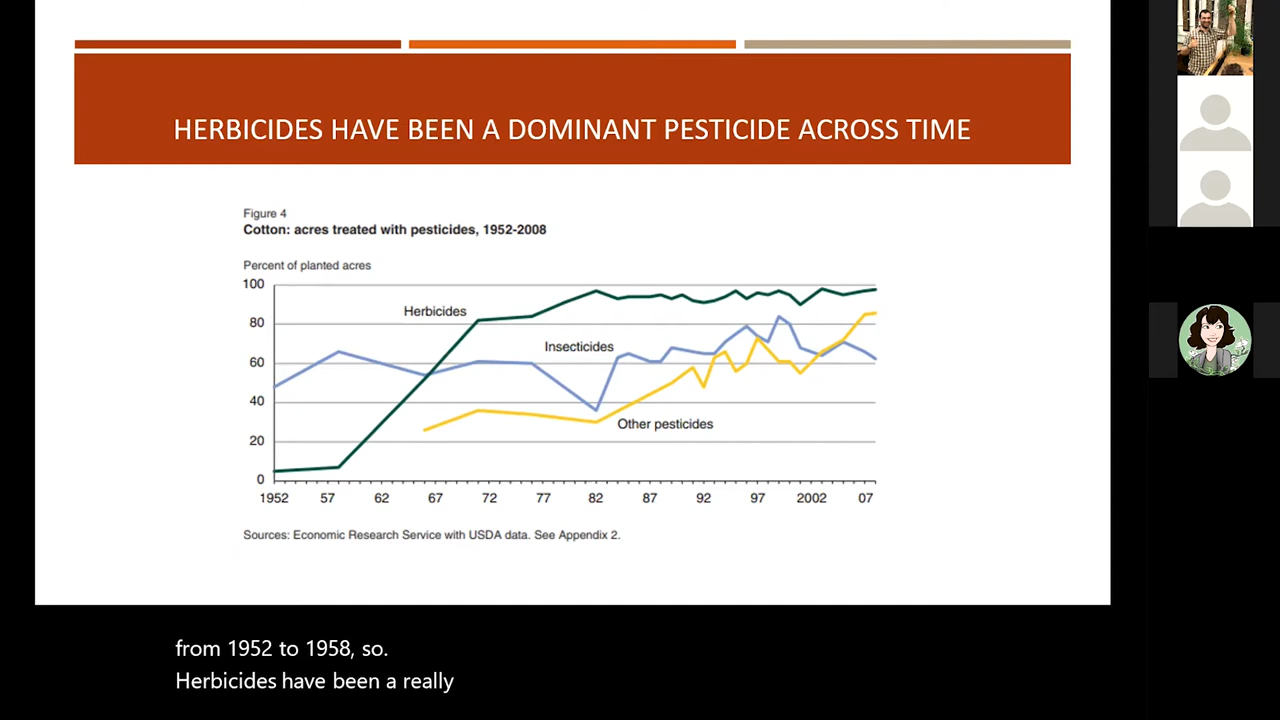 HERBICIDES HAVE BEEN A DOMINANT PESTICIDE ACROSS TIME
Figure 4
Cotton: acres treated with pesticides, 1952-2008
Percent of planted acres
100
80
60
40
20
0
Herbicides
Insecticides
Other pesticides
1952 57 62 67 72 77 82 87 92 97 2002 07
Sources: Economic Research Service with USDA data. See Appendix 2.
from 1952 to 1958, so.
Herbicides have been a really